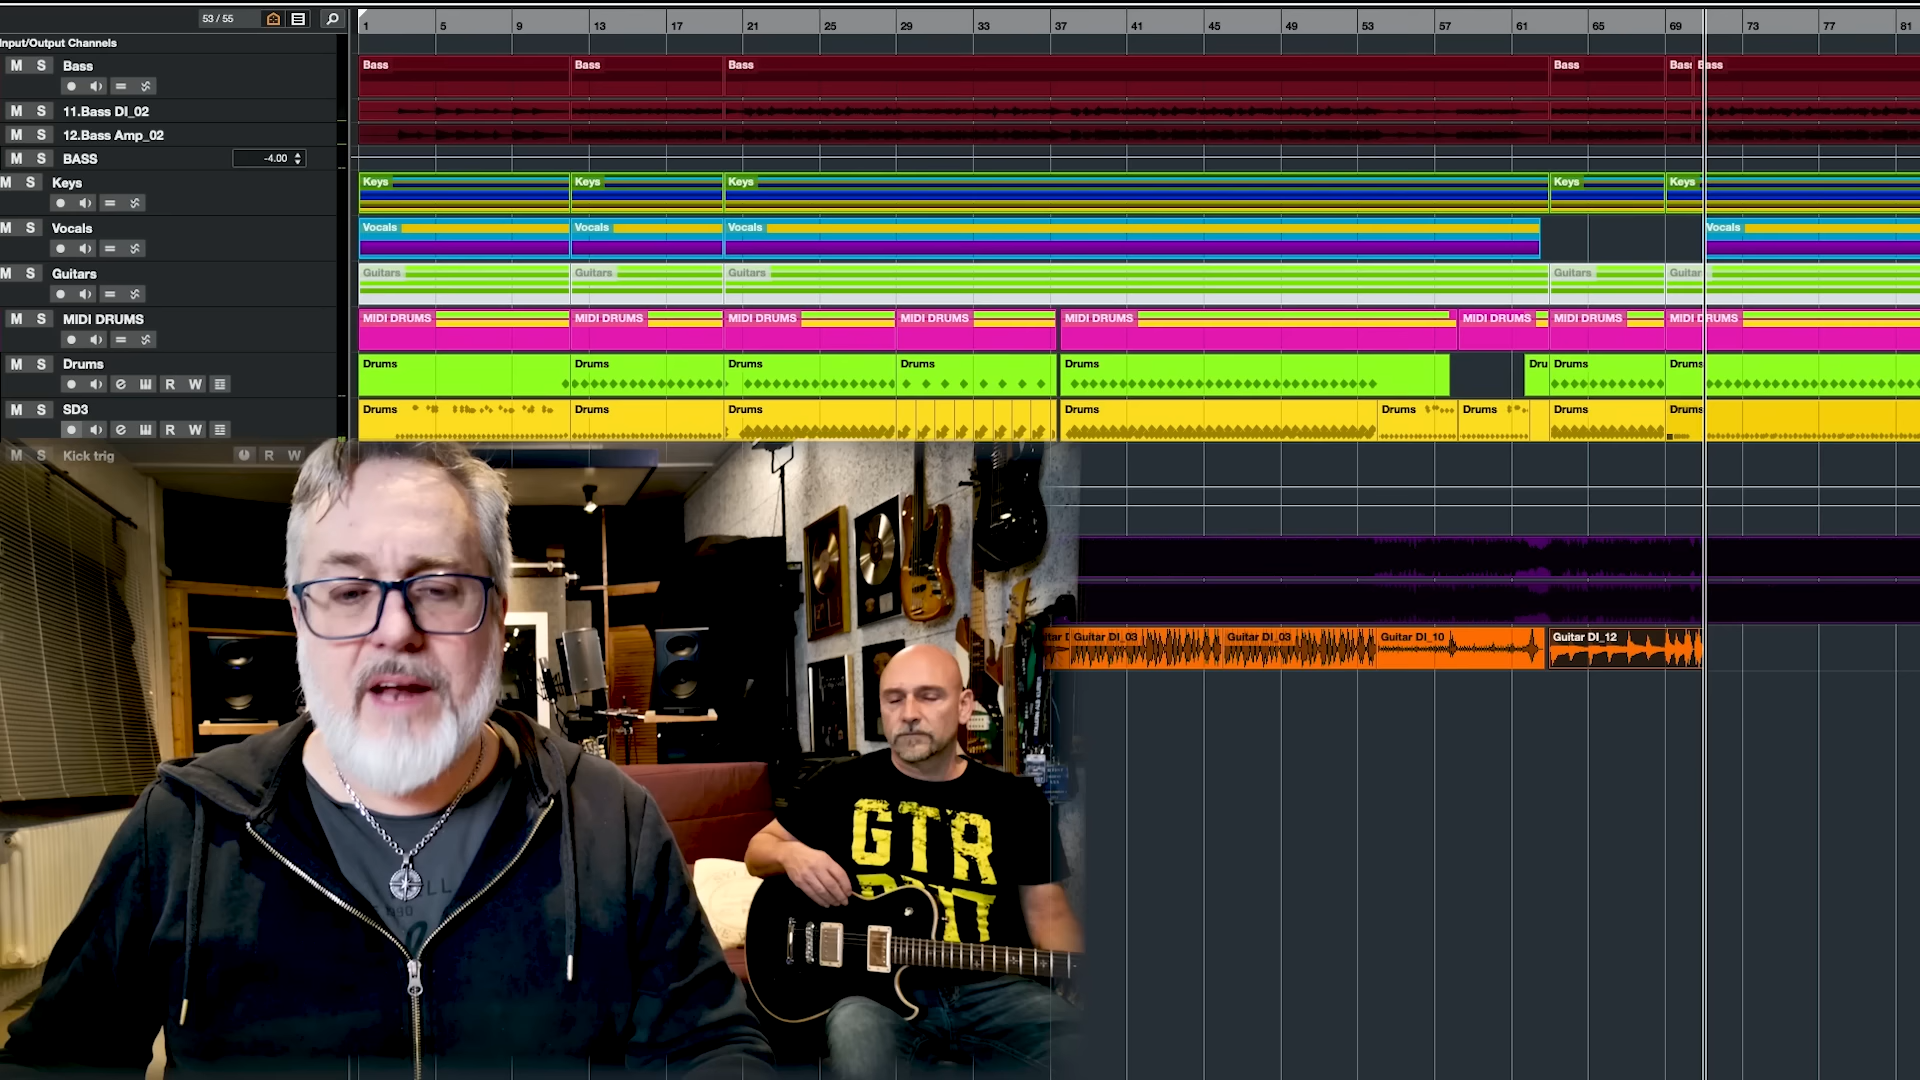 53 / 55
1 5 9 13 17 21 25 29 33 37 41 45 49 53 57 61 65 69 73 77 81
Input/Output Channels
M S Bass
Bass Bass Bass Bass Bass Bass
M S 11.Bass DI_02
M S 12.Bass Amp_02
M S BASS -4.00
M S Keys
Keys Keys Keys Keys Keys
M S Vocals
Vocals Vocals Vocals Vocals
M S Guitars
Guitars Guitars Guitars Guitars Guitar
M S MIDI DRUMS
MIDI DRUMS MIDI DRUMS MIDI DRUMS MIDI DRUMS MIDI DRUMS MIDI DRUMS MIDI DRUMS MIDI DRUMS
M S Drums
R W
Drums Drums Drums Drums Drums Dru Drums Drums
M S SD3
R W
Drums Drums Drums Drums Drums Drums Drums Drums
M S Kick trig R W
Guitar DI_03 Guitar DI_03 Guitar DI_10 Guitar DI_12
GTR